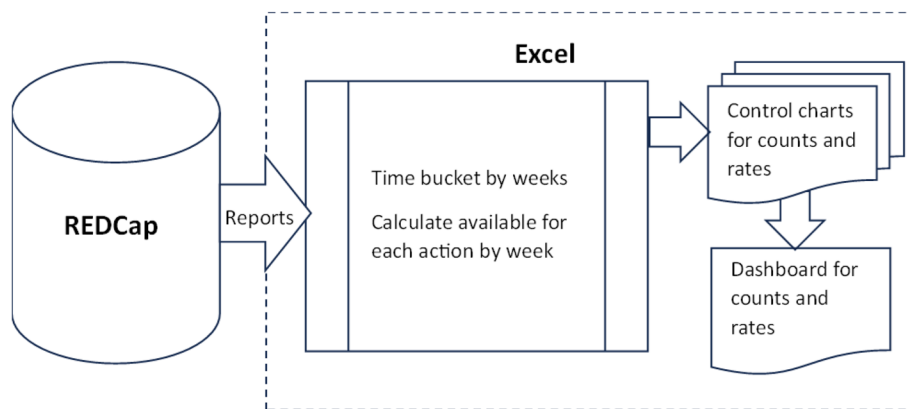 Excel
REDCap
Reports
Time bucket by weeks
Calculate available for
each action by week
Control charts
for counts and
rates
Dashboard for
counts and
rates